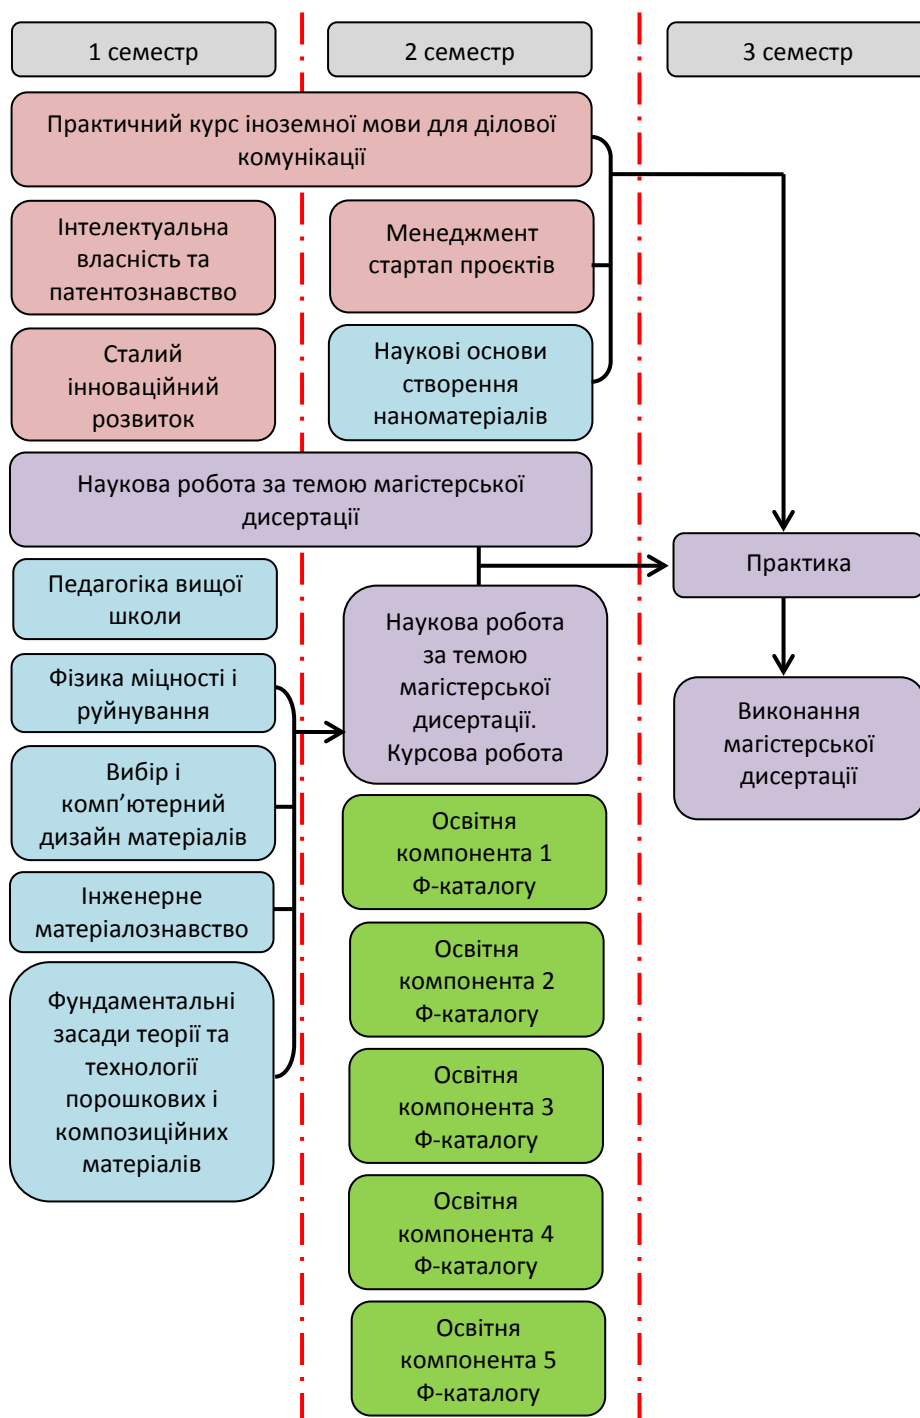 1 семестр
2 семестр
3 семестр
Практичний курс іноземної мови для ділової
комунікації
Інтелектуальна
власність та
патентознавство
Менеджмент
стартап проєктів
Сталий
інноваційний
розвиток
Наукові основи
створення
наноматеріалів
Наукова робота за темою магістерської
дисертації
Педагогіка вищої
школи
Фізика міцності і
руйнування
Вибір і
комп’ютерний
дизайн матеріалів
Інженерне
матеріалознавство
Фундаментальні
засади теорії та
технології
порошкових і
композиційних
матеріалів
Наукова робота
за темою
магістерської
дисертації.
Курсова робота
Освітня
компонента 1
Ф-каталогу
Освітня
компонента 2
Ф-каталогу
Освітня
компонента 3
Ф-каталогу
Освітня
компонента 4
Ф-каталогу
Освітня
компонента 5
Ф-каталогу
Практика
Виконання
магістерської
дисертації